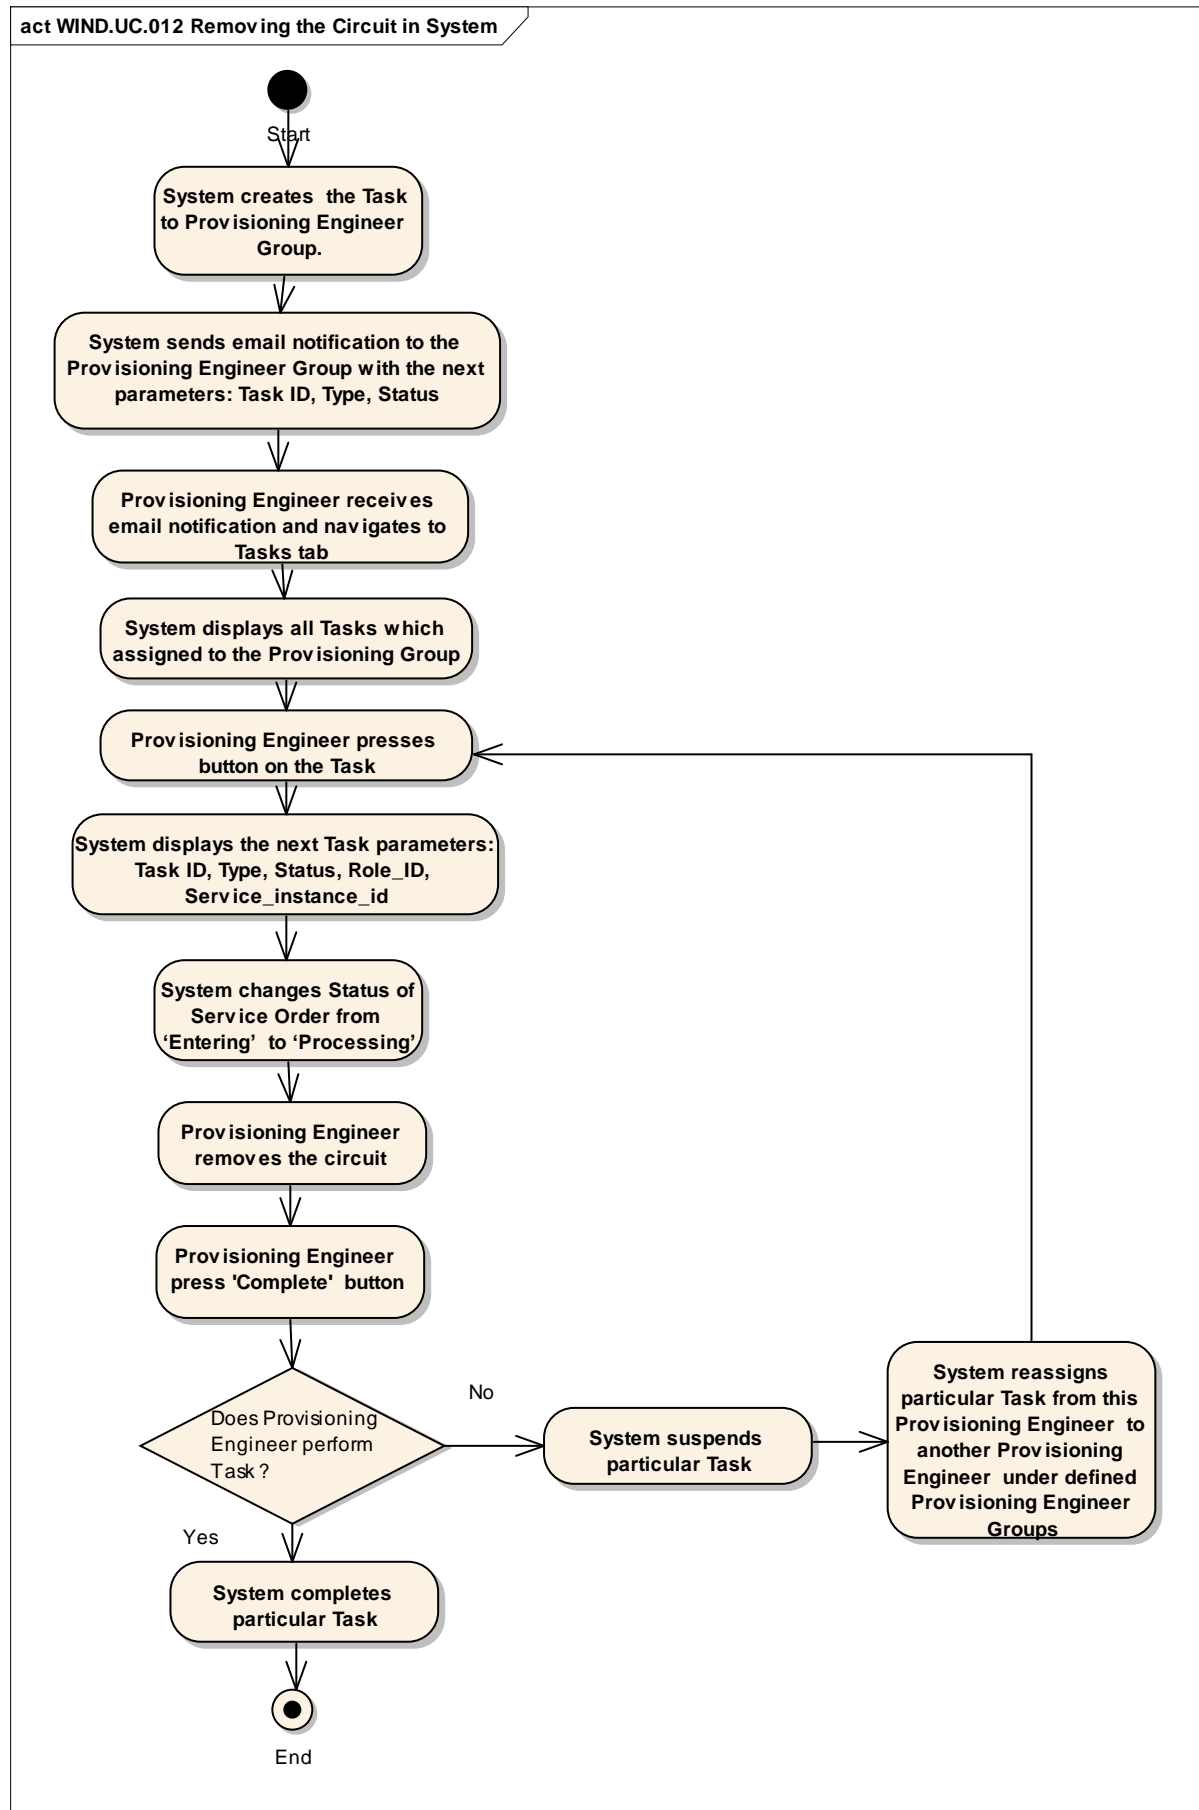 act WIND.UC.012 Removing the Circuit in System
Start
System creates the Task
to Provisioning Engineer
Group.
System sends email notification to the
Provisioning Engineer Group with the next
parameters: Task ID, Type, Status
Provisioning Engineer receives
email notification and navigates to
Tasks tab
System displays all Tasks which
assigned to the Provisioning Group
Provisioning Engineer presses
button on the Task
System displays the next Task parameters:
Task ID, Type, Status, Role_ID,
Service_instance_id
System changes Status of
Service Order from
‘Entering’ to ‘Processing’
Provisioning Engineer
removes the circuit
Provisioning Engineer
press 'Complete' button
Does Provisioning
Engineer perform
Task?
No
System suspends
particular Task
System reassigns
particular Task from this
Provisioning Engineer to
another Provisioning
Engineer under defined
Provisioning Engineer
Groups
Yes
System completes
particular Task
End